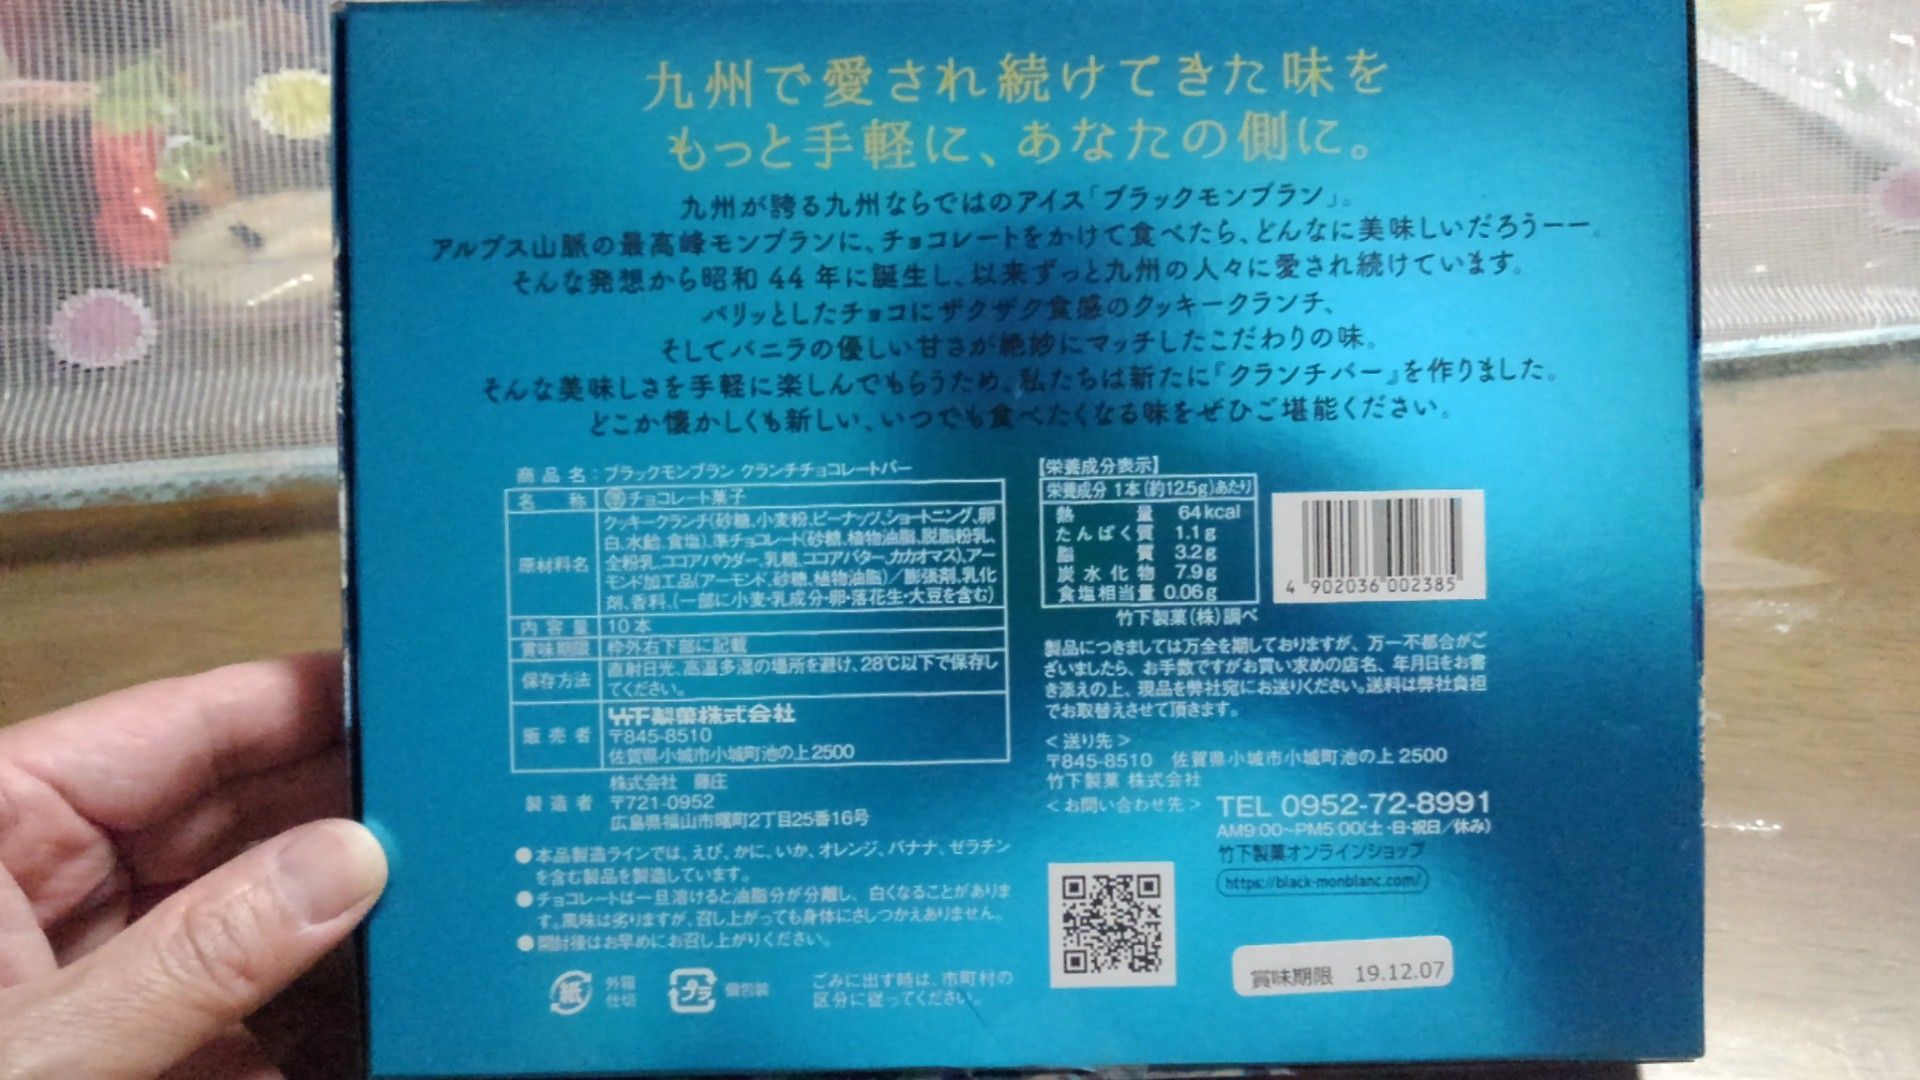 九州で愛され続けてきた味を
もっと手軽に、あなたの側に。
九州が誇る九州ならではのアイス「ブラックモンブラン」。
アルプス山脈の最高峰モンブランに、チョコレートをかけて食べたら、どんなに美味しいだろうーー。
そんな発想から昭和44年に誕生し、以来ずっと九州の人々に愛され続けています。
パリッとしたチョコにザクザク食感のクッキークランチ、
そしてバニラの優しい甘さが絶妙にマッチしたこだわりの味。
そんな美味しさを手軽に楽しんでもらうため、私たちは新たに『クランチバー』を作りました。
どこか懐かしくも新しい、いつでも食べたくなる味をぜひご堪能ください。
商品名：ブラックモンブラン クランチチョコレートバー
名称 準チョコレート菓子
原材料名 クッキークランチ(砂糖、小麦粉、ピーナッツ、ショートニング、卵
白、水飴、食塩)、準チョコレート(砂糖、植物油脂、脱脂粉乳、
全粉乳、ココアパウダー、乳糖、ココアバター、カカオマス)、アー
モンド加工品(アーモンド、砂糖、植物油脂)／膨張剤、乳化
剤、香料、(一部に小麦・乳成分・卵・落花生・大豆を含む)
内容量 10本
賞味期限 枠外右下部に記載
保存方法 直射日光、高温多湿の場所を避け、28℃以下で保存し
てください。
販売者 竹下製菓株式会社
〒845-8510
佐賀県小城市小城町池の上2500
製造者 株式会社 藤庄
〒721-0952
広島県福山市曙町2丁目25番16号
●本品製造ラインでは、えび、かに、いか、オレンジ、バナナ、ゼラチン
を含む製品を製造しています。
●チョコレートは一旦溶けると油脂分が分離し、白くなることがありま
す。風味は劣りますが、召し上がっても身体にさしつかえありません。
●開封後はお早めにお召し上がりください。
紙 外箱
仕切
プラ 個包装
ごみに出す時は、市町村の
区分に従ってください。
【栄養成分表示】
栄養成分 1本(約12.5g)あたり
熱量 64kcal
たんぱく質 1.1g
脂質 3.2g
炭水化物 7.9g
食塩相当量 0.06g
竹下製菓(株)調べ
4 902036 002385
製品につきましては万全を期しておりますが、万一不都合がご
ざいましたら、お手数ですがお買い求めの店名、年月日をお書
き添えの上、現品を弊社宛にお送りください。送料は弊社負担
でお取替えさせて頂きます。
＜送り先＞
〒845-8510 佐賀県小城市小城町池の上2500
竹下製菓 株式会社
＜お問い合わせ先＞ TEL 0952-72-8991
AM9:00〜PM5:00(土・日・祝日／休み)
竹下製菓オンラインショップ
https://black-monblanc.com/
賞味期限 19.12.07